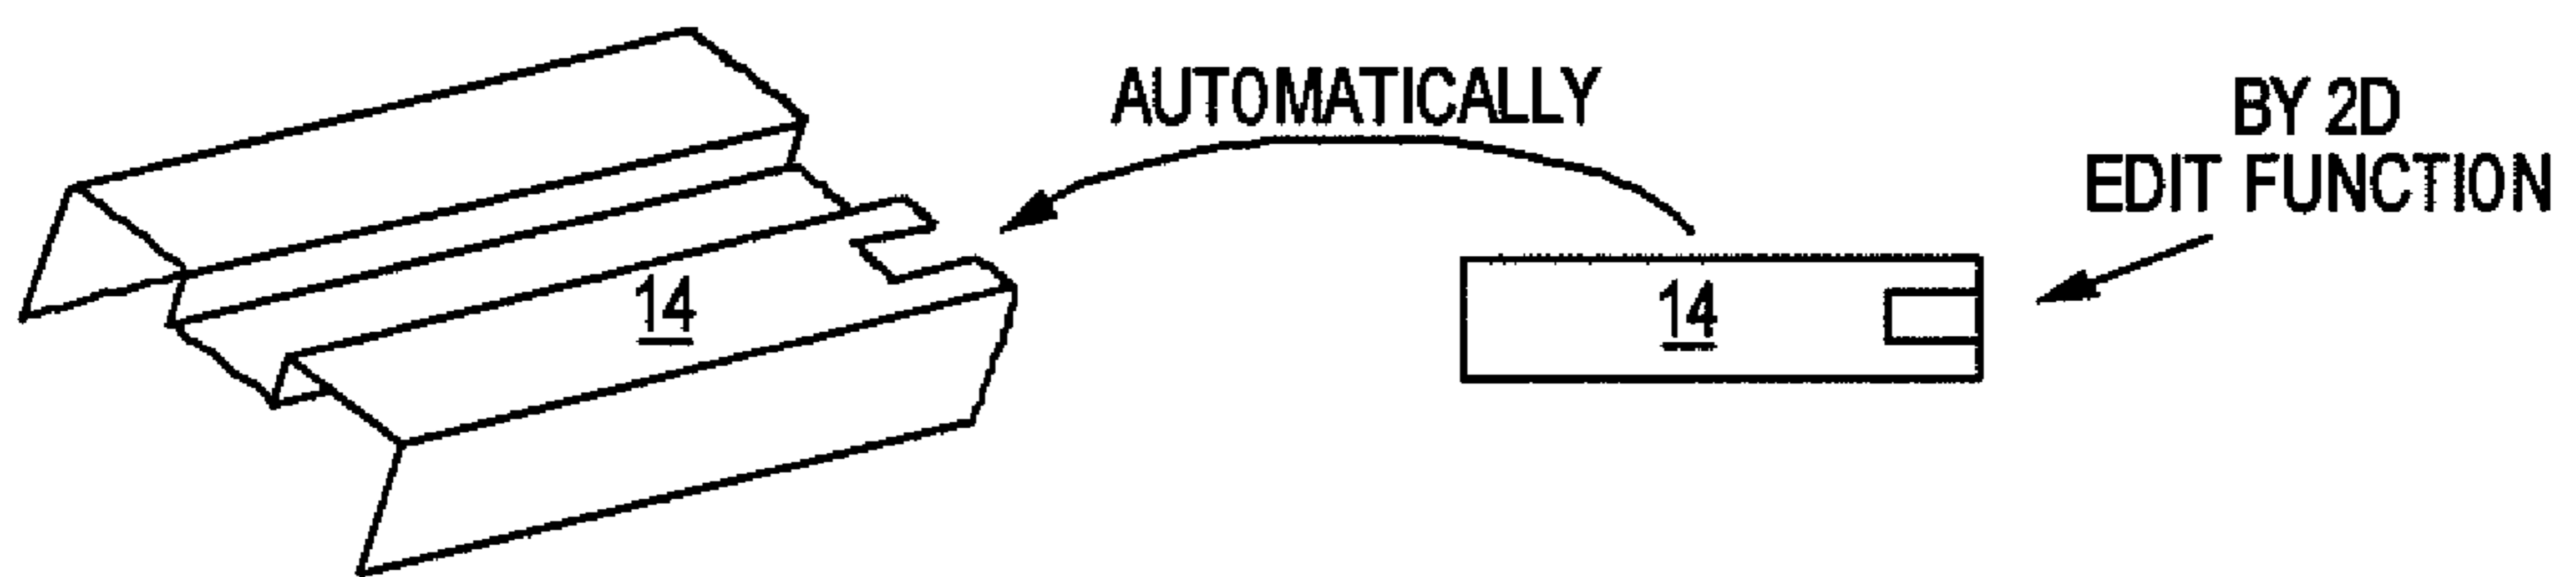 AUTOMATICALLY
BY 2D
EDIT FUNCTION
14
14